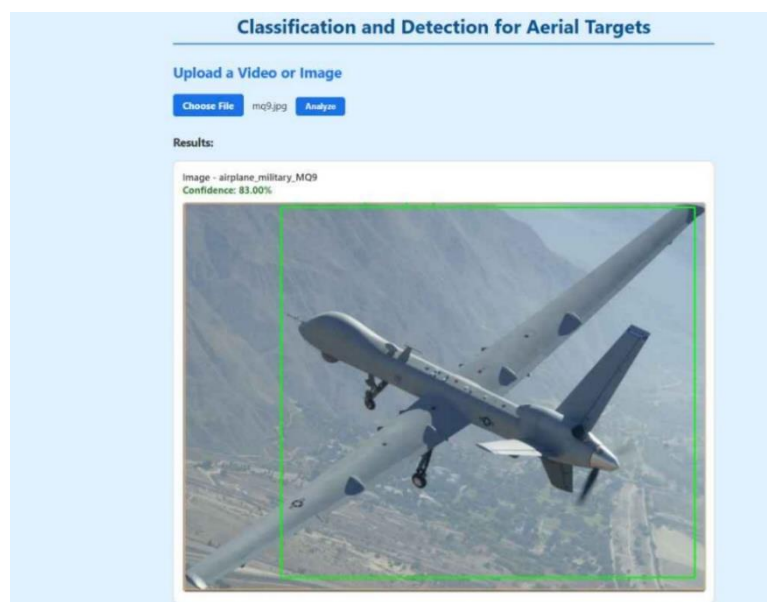 Classification and Detection for Aerial Targets
Upload a Video or Image
Choose File mq9.jpg Analyze
Results:
Image - airplane_military_MQ9
Confidence: 83.00%